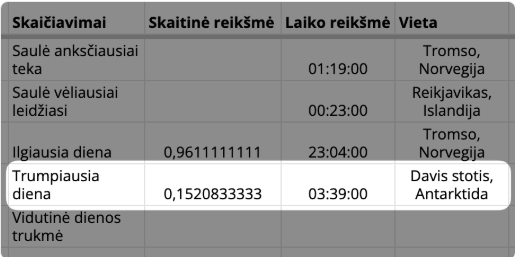 Skaičiavimai Skaitinė reikšmė Laiko reikšmė Vieta
Saulė anksčiausiai
teka 01:19:00 Tromso,
Norvegija
Saulė vėliausiai
leidžiasi 00:23:00 Reikjavikas,
Islandija
Ilgiausia diena 0,9611111111 23:04:00 Tromso,
Norvegija
Trumpiausia
diena 0,1520833333 03:39:00 Davis stotis,
Antarktida
Vidutinė dienos
trukmė